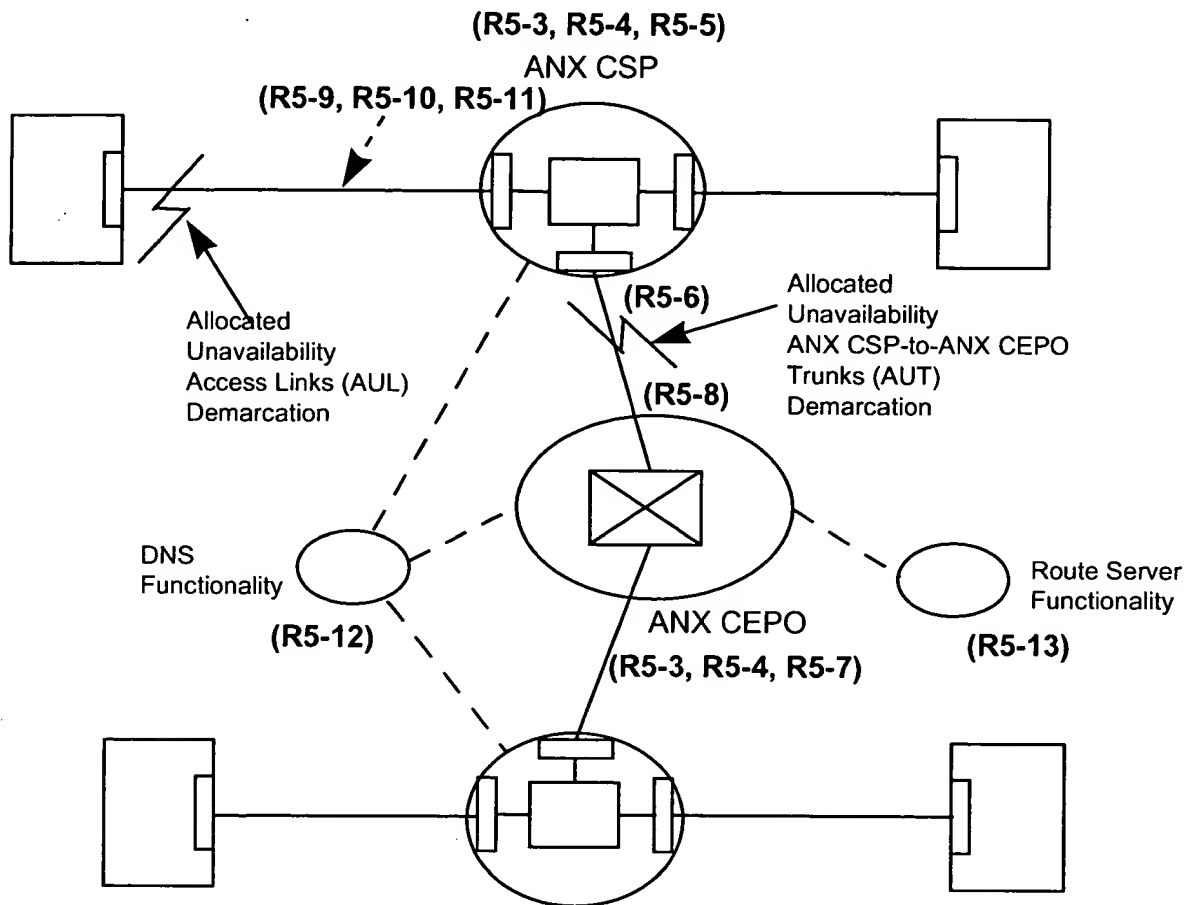 (R5-3, R5-4, R5-5)
ANX CSP
(R5-9, R5-10, R5-11)
Allocated
Unavailability
Access Links (AUL)
Demarcation
(R5-6)
Allocated
Unavailability
ANX CSP-to-ANX CEPO
Trunks (AUT)
Demarcation
(R5-8)
DNS
Functionality
(R5-12)
Route Server
Functionality
(R5-13)
ANX CEPO
(R5-3, R5-4, R5-7)